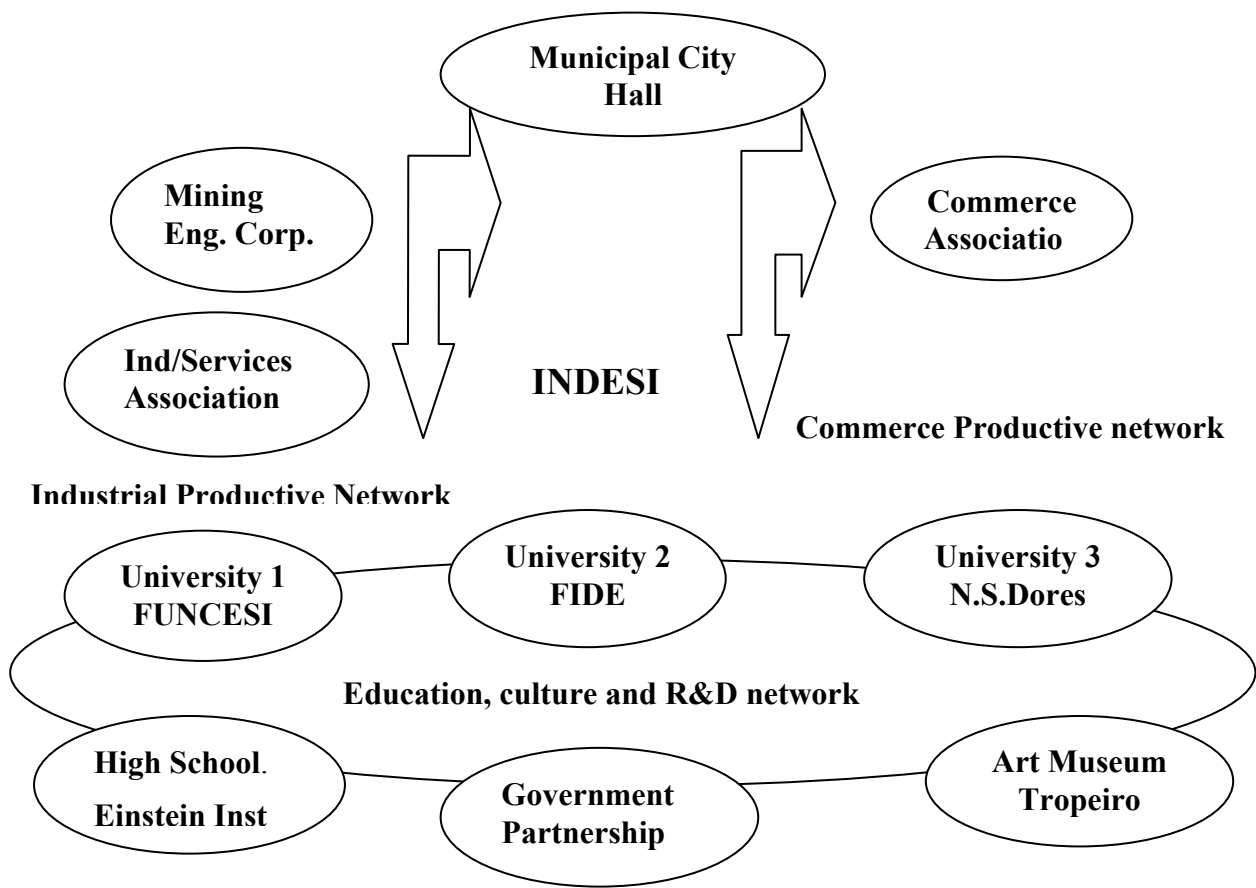 Municipal City
Hall
Mining
Eng. Corp.
Commerce
Associatio
Ind/Services
Association
INDESI
Commerce Productive network
Industrial Productive Network
University 1
FUNCESI
University 2
FIDE
University 3
N.S.Dores
Education, culture and R&D network
High School.
Einstein Inst
Government
Partnership
Art Museum
Tropeiro